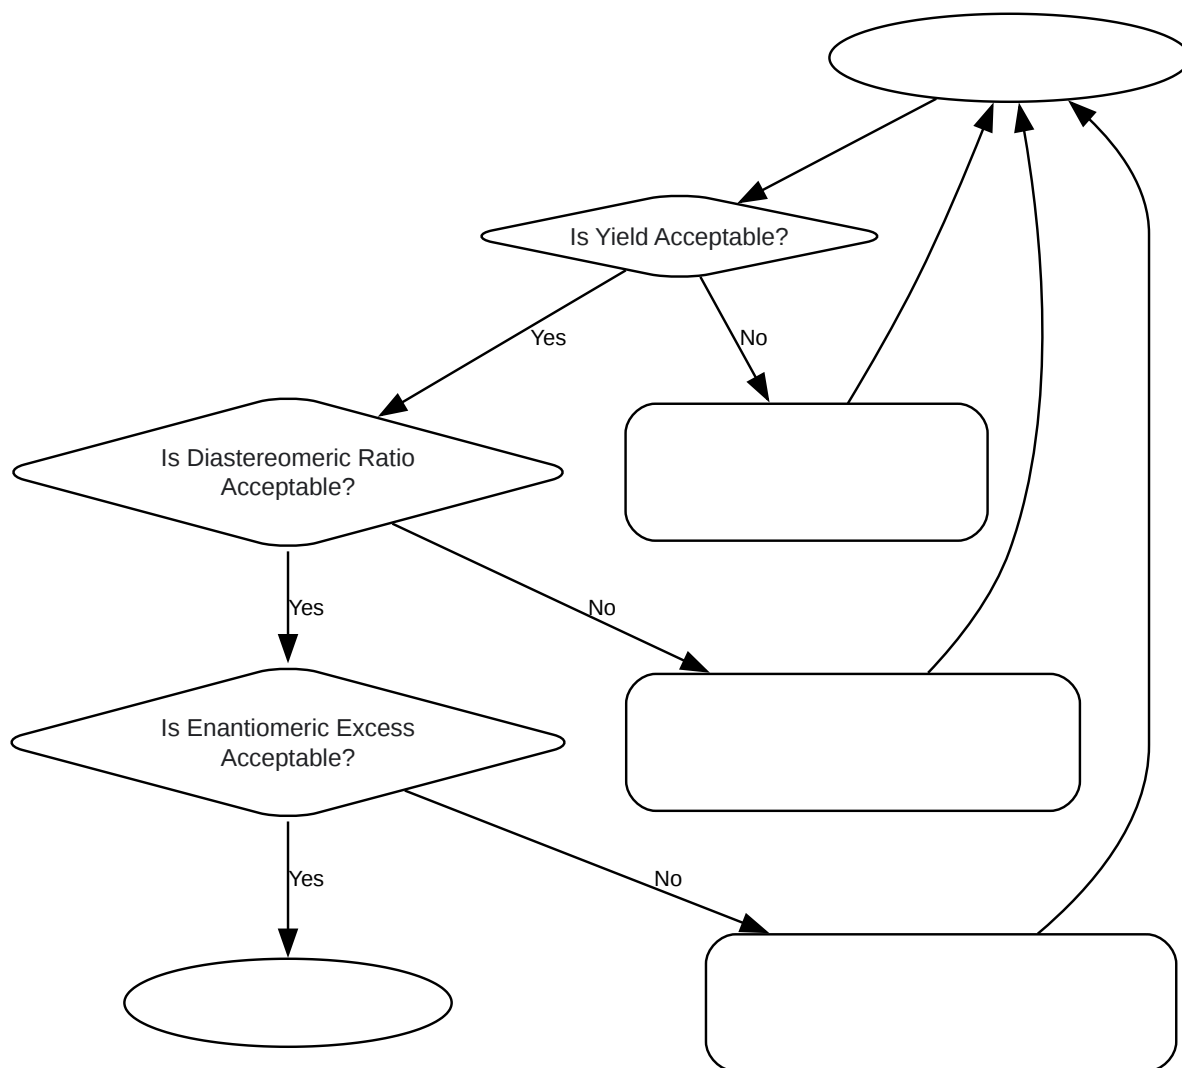 Is Yield Acceptable?
Yes
No
Is Diastereomeric Ratio
Acceptable?
Yes
No
Is Enantiomeric Excess
Acceptable?
Yes
No